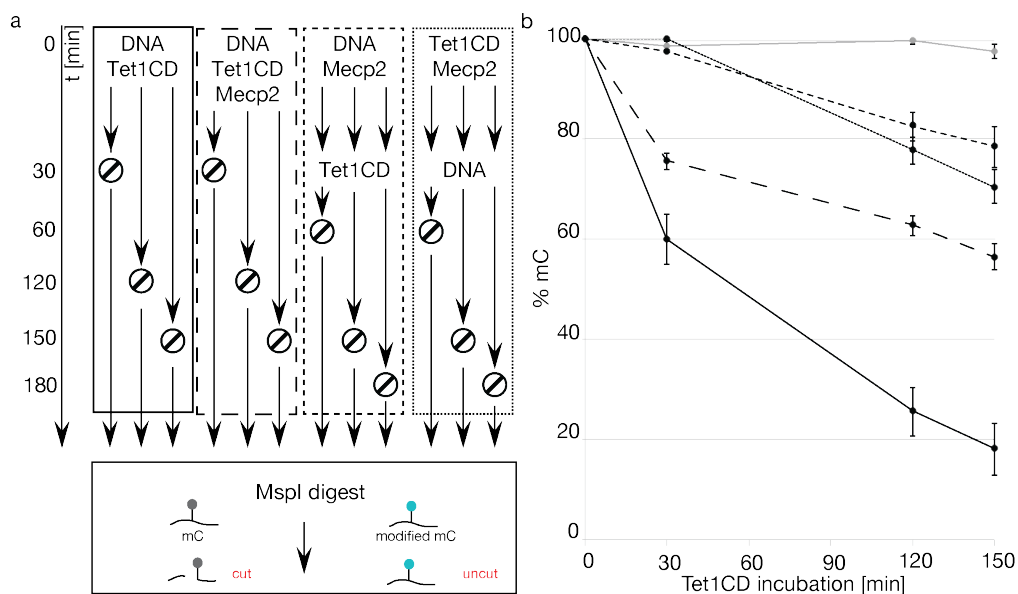 a
t [min]
0
30
60
120
150
180
DNA
Tet1CD
DNA
Tet1CD
Mecp2
DNA
Mecp2
Tet1CD
Tet1CD
Mecp2
DNA
MspI digest
mC
modified mC
cut
uncut
b
% mC
100
80
60
40
20
0
0
30
60
90
120
150
Tet1CD incubation [min]